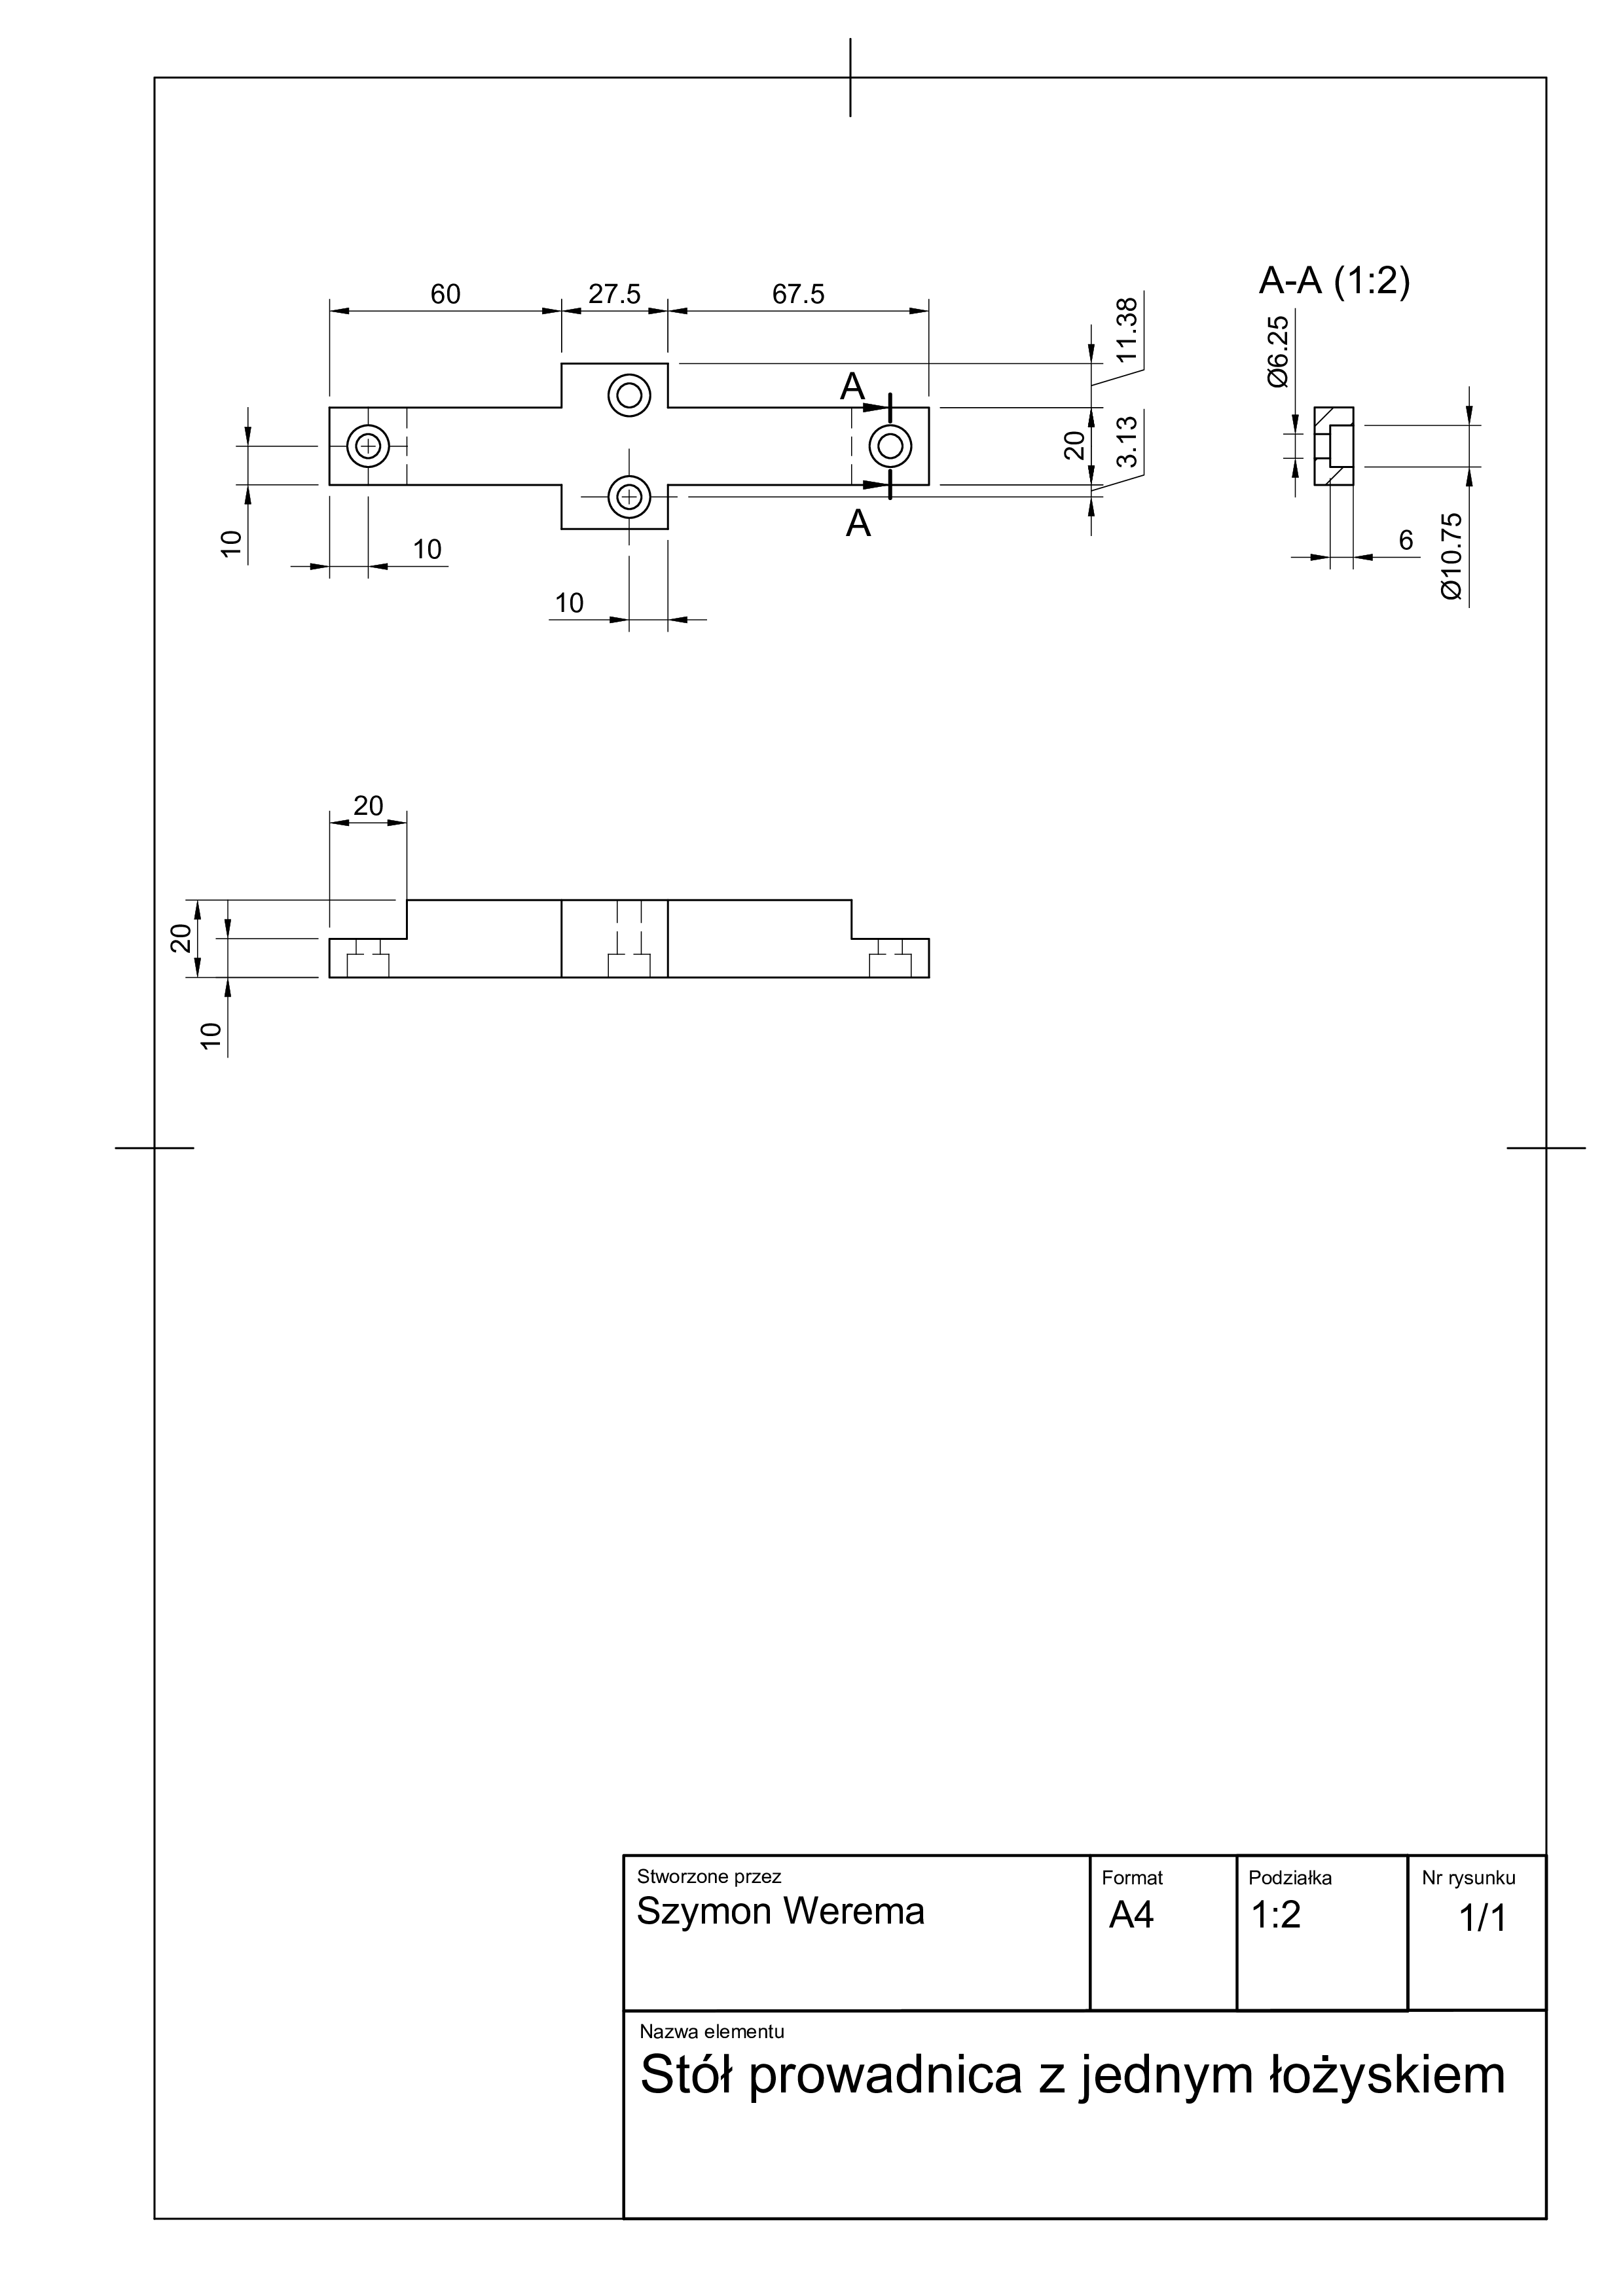 A-A (1:2)
60
27.5
67.5
11.38
Ø6.25
A
20
3.13
10
10
A
6
Ø10.75
10
20
20
10
Stworzone przez
Szymon Werema
Format
A4
Podziałka
1:2
Nr rysunku
1/1
Nazwa elementu
Stół prowadnica z jednym łożyskiem